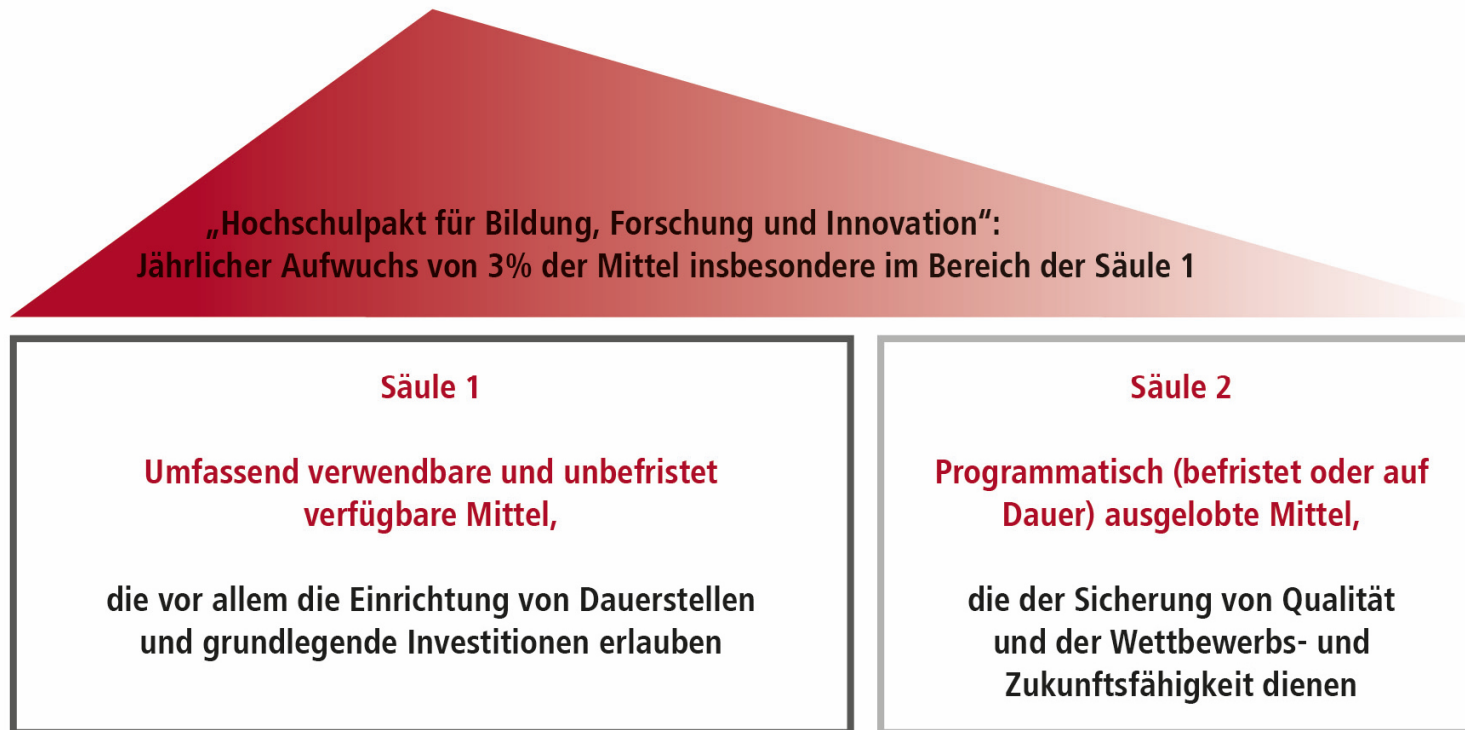 „Hochschulpakt für Bildung, Forschung und Innovation“:
Jährlicher Aufwuchs von 3% der Mittel insbesondere im Bereich der Säule 1
Säule 1
Umfassend verwendbare und unbefristet
verfügbare Mittel,
die vor allem die Einrichtung von Dauerstellen
und grundlegende Investitionen erlauben
Säule 2
Programmatisch (befristet oder auf
Dauer) ausgelobte Mittel,
die der Sicherung von Qualität
und der Wettbewerbs- und
Zukunftsfähigkeit dienen